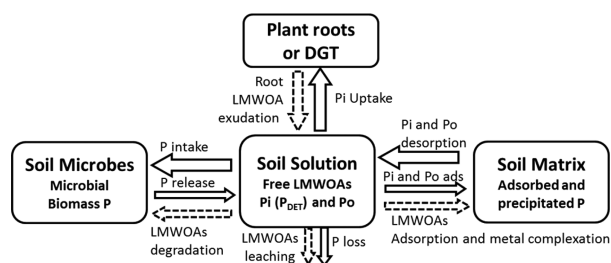 Plant roots
or DGT
Root
LMWOA
exudation
Pi Uptake
P intake
Pi and Po
desorption
Soil Microbes
Microbial
Biomass P
P release
Soil Solution
Free LMWOAs
Pi (PDET) and Po
Pi and Po ads
Soil Matrix
Adsorbed and
precipitated P
LMWOAs
degradation
LMWOAs
leaching
P loss
LMWOAs
Adsorption and metal complexation